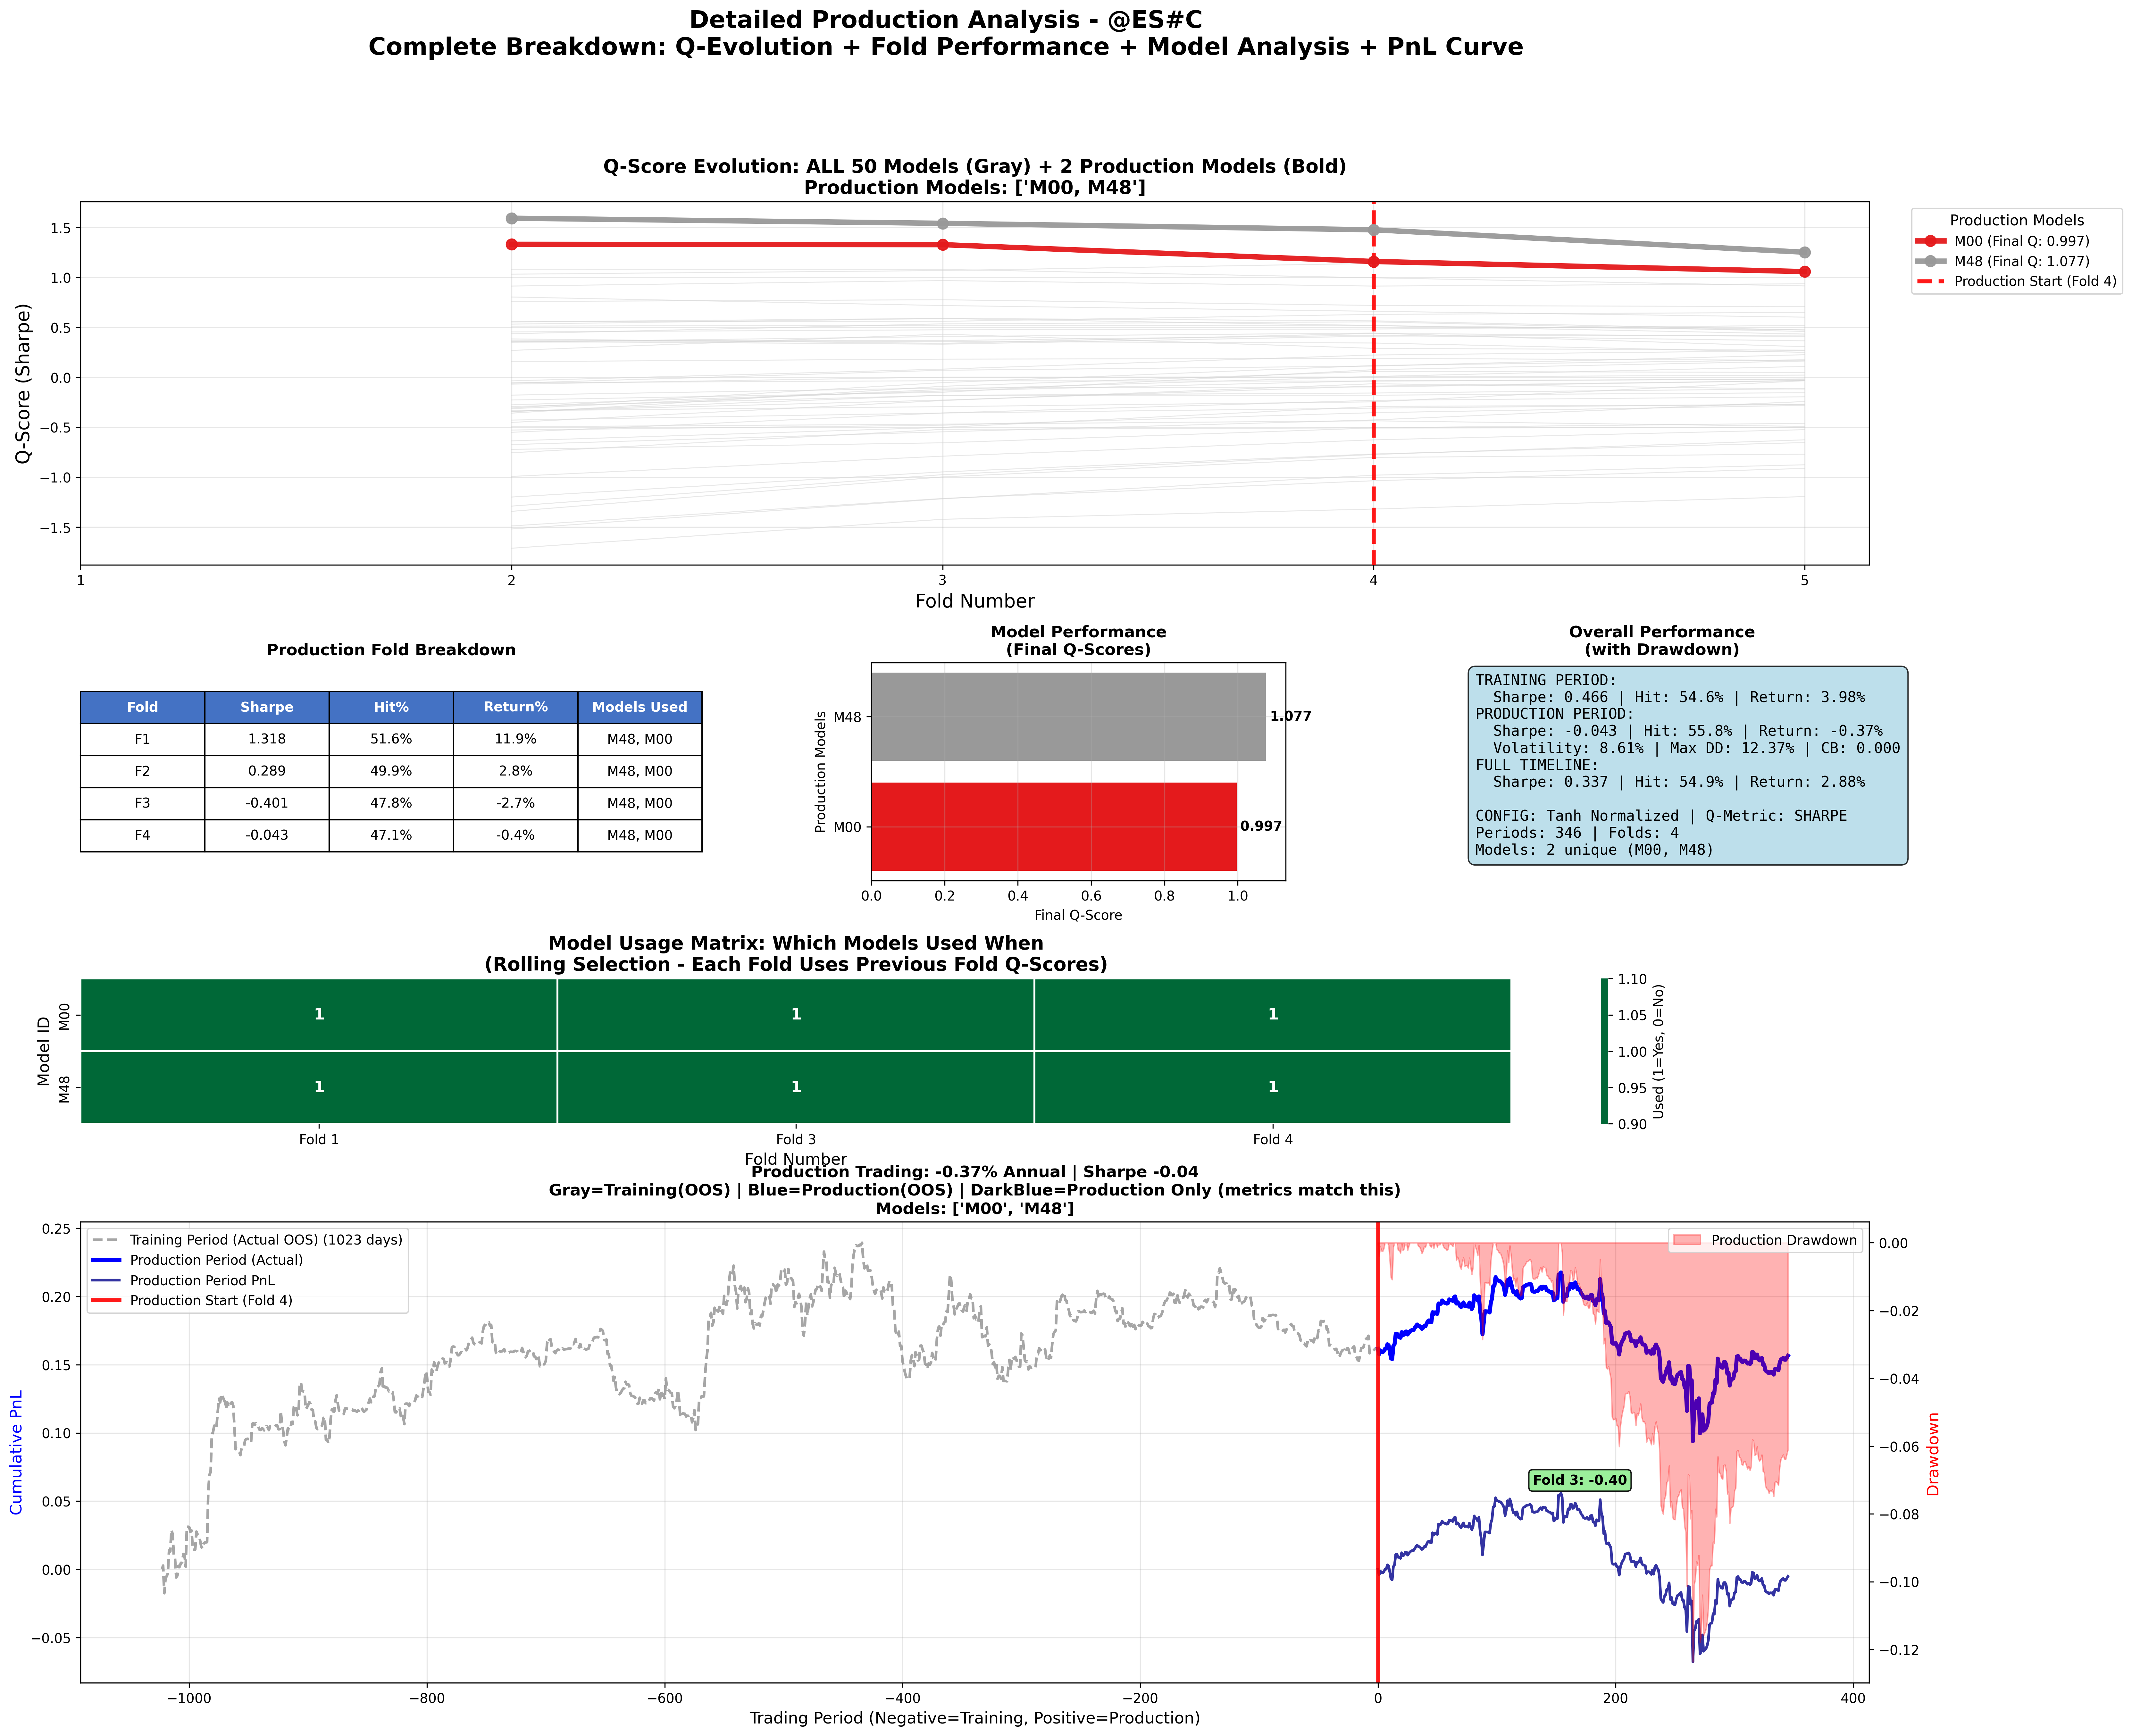 Detailed Production Analysis - @ES#C
Complete Breakdown: Q-Evolution + Fold Performance + Model Analysis + PnL Curve
Q-Score Evolution: ALL 50 Models (Gray) + 2 Production Models (Bold)
Production Models: ['M00, M48']
Q-Score (Sharpe)
1.5
1.0
0.5
0.0
−0.5
−1.0
−1.5
1
2
3
4
5
Fold Number
Production Models
M00 (Final Q: 0.997)
M48 (Final Q: 1.077)
Production Start (Fold 4)
Production Fold Breakdown
Fold Sharpe Hit% Return% Models Used
F1 1.318 51.6% 11.9% M48, M00
F2 0.289 49.9% 2.8% M48, M00
F3 -0.401 47.8% -2.7% M48, M00
F4 -0.043 47.1% -0.4% M48, M00
Model Performance
(Final Q-Scores)
Production Models
M48
M00
1.077
0.997
0.0
0.2
0.4
0.6
0.8
1.0
Final Q-Score
Overall Performance
(with Drawdown)
TRAINING PERIOD:
Sharpe: 0.466 | Hit: 54.6% | Return: 3.98%
PRODUCTION PERIOD:
Sharpe: -0.043 | Hit: 55.8% | Return: -0.37%
Volatility: 8.61% | Max DD: 12.37% | CB: 0.000
FULL TIMELINE:
Sharpe: 0.337 | Hit: 54.9% | Return: 2.88%
CONFIG: Tanh Normalized | Q-Metric: SHARPE
Periods: 346 | Folds: 4
Models: 2 unique (M00, M48)
Model Usage Matrix: Which Models Used When
(Rolling Selection - Each Fold Uses Previous Fold Q-Scores)
Model ID
M00
M48
1 1 1
1 1 1
Fold 1
Fold 3
Fold 4
Fold Number
1.10
1.05
1.00
0.95
0.90
Used (1=Yes, 0=No)
Production Trading: -0.37% Annual | Sharpe -0.04
Gray=Training(OOS) | Blue=Production(OOS) | DarkBlue=Production Only (metrics match this)
Models: ['M00', 'M48']
Cumulative PnL
0.25
0.20
0.15
0.10
0.05
0.00
−0.05
Training Period (Actual OOS) (1023 days)
Production Period (Actual)
Production Period PnL
Production Start (Fold 4)
Production Drawdown
Fold 3: -0.40
0.00
−0.02
−0.04
−0.06
−0.08
−0.10
−0.12
Drawdown
−1000
−800
−600
−400
−200
0
200
400
Trading Period (Negative=Training, Positive=Production)